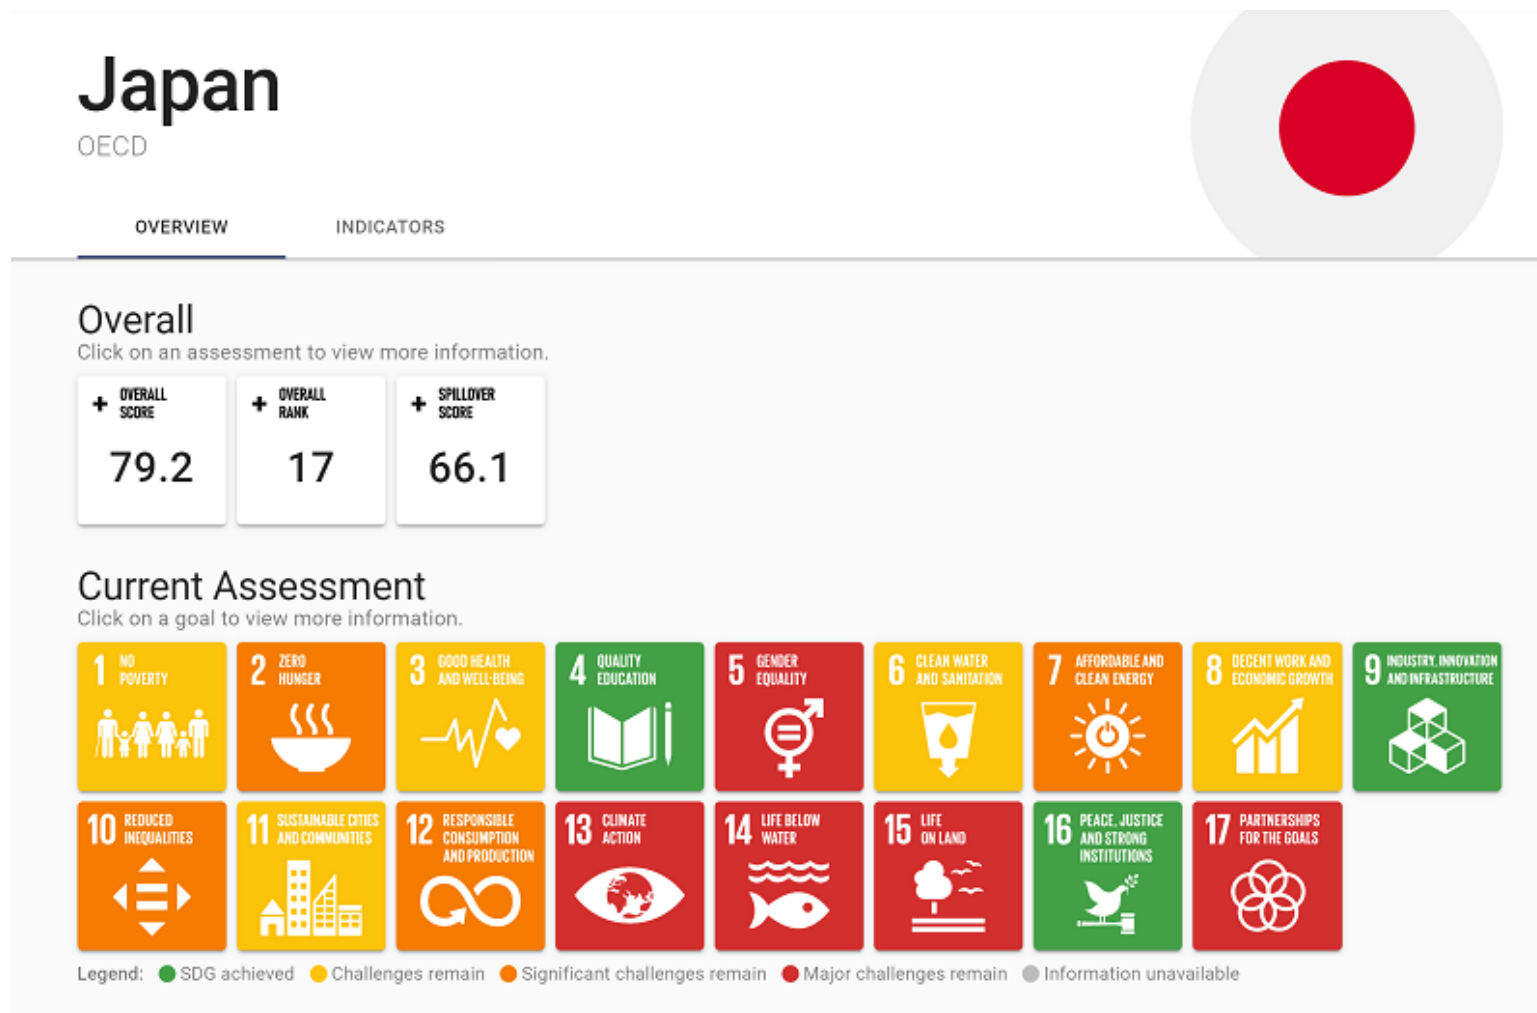 Japan
OECD
OVERVIEW
INDICATORS
Overall
Click on an assessment to view more information.
+ OVERALL
SCORE
79.2
+ OVERALL
RANK
17
+ SPILLOVER
SCORE
66.1
Current Assessment
Click on a goal to view more information.
1 NO
POVERTY
2 ZERO
HUNGER
3 GOOD HEALTH
AND WELL-BEING
4 QUALITY
EDUCATION
5 GENDER
EQUALITY
6 CLEAN WATER
AND SANITATION
7 AFFORDABLE AND
CLEAN ENERGY
8 DECENT WORK AND
ECONOMIC GROWTH
9 INDUSTRY, INNOVATION
AND INFRASTRUCTURE
10 REDUCED
INEQUALITIES
11 SUSTAINABLE CITIES
AND COMMUNITIES
12 RESPONSIBLE
CONSUMPTION
AND PRODUCTION
13 CLIMATE
ACTION
14 LIFE BELOW
WATER
15 LIFE
ON LAND
16 PEACE, JUSTICE
AND STRONG
INSTITUTIONS
17 PARTNERSHIPS
FOR THE GOALS
Legend: SDG achieved Challenges remain Significant challenges remain Major challenges remain Information unavailable